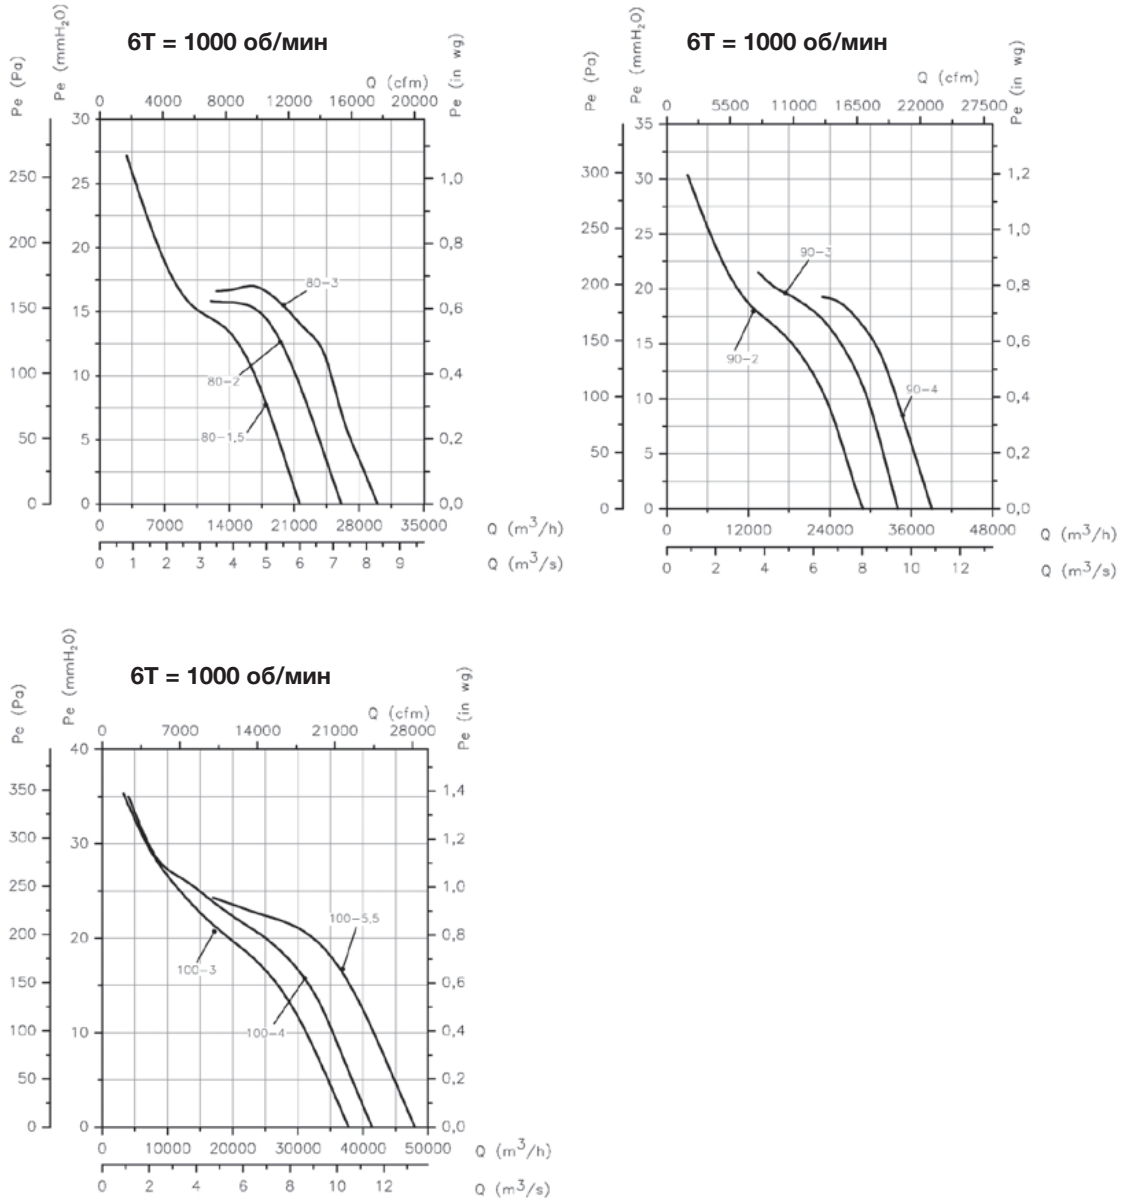 6T = 1000 об/мин
Pe (Pa)
Pe (mmH₂O)
Q (cfm)
Pe (in wg)
0 4000 8000 12000 16000 20000
30
25
20
15
10
5
0
250
200
150
100
50
0
1,0
0,8
0,6
0,4
0,2
0,0
80-3
80-2
80-1,5
0 7000 14000 21000 28000 35000 Q (m³/h)
0 1 2 3 4 5 6 7 8 9 Q (m³/s)
6T = 1000 об/мин
Pe (Pa)
Pe (mmH₂O)
Q (cfm)
Pe (in wg)
0 5500 11000 16500 22000 27500
35
30
25
20
15
10
5
0
300
250
200
150
100
50
0
1,2
1,0
0,8
0,6
0,4
0,2
0,0
90-3
90-2
90-4
0 12000 24000 36000 48000 Q (m³/h)
0 2 4 6 8 10 12 Q (m³/s)
6T = 1000 об/мин
Pe (Pa)
Pe (mmH₂O)
Q (cfm)
Pe (in wg)
0 7000 14000 21000 28000
40
30
20
10
0
350
300
250
200
150
100
50
0
1,4
1,2
1,0
0,8
0,6
0,4
0,2
0,0
100-5,5
100-3
100-4
0 10000 20000 30000 40000 50000 Q (m³/h)
0 2 4 6 8 10 12 Q (m³/s)